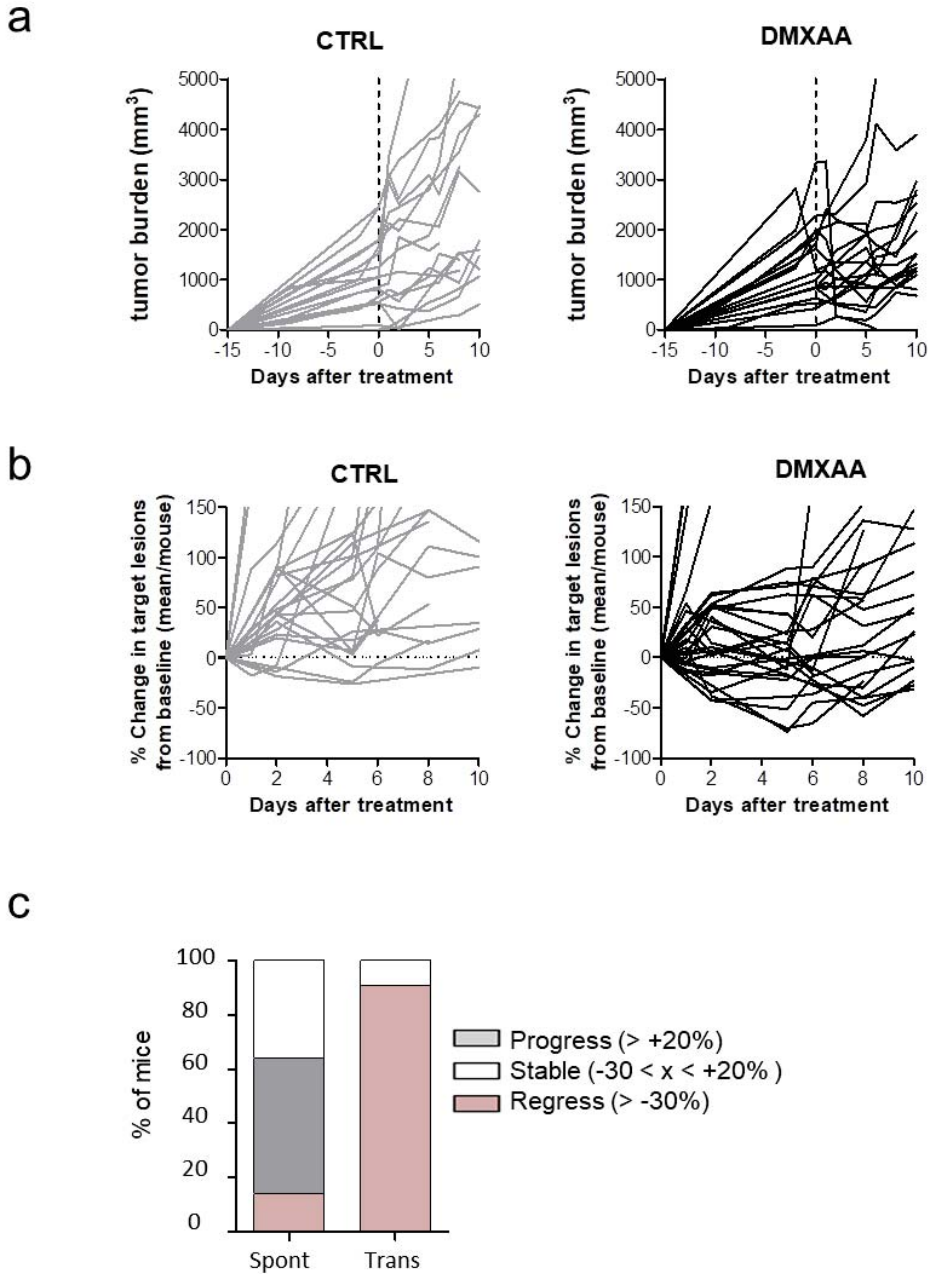 a
CTRL
DMXAA
tumor burden (mm³)
5000
4000
3000
2000
1000
0
-15
-10
-5
0
5
10
Days after treatment
tumor burden (mm³)
5000
4000
3000
2000
1000
0
-15
-10
-5
0
5
10
Days after treatment
b
CTRL
DMXAA
% Change in target lesions
from baseline (mean/mouse)
150
100
50
0
-50
-100
0
2
4
6
8
10
Days after treatment
% Change in target lesions
from baseline (mean/mouse)
150
100
50
0
-50
-100
0
2
4
6
8
10
Days after treatment
c
% of mice
100
80
60
40
20
0
Spont
Trans
Progress (> +20%)
Stable (-30 < x < +20% )
Regress (> -30%)